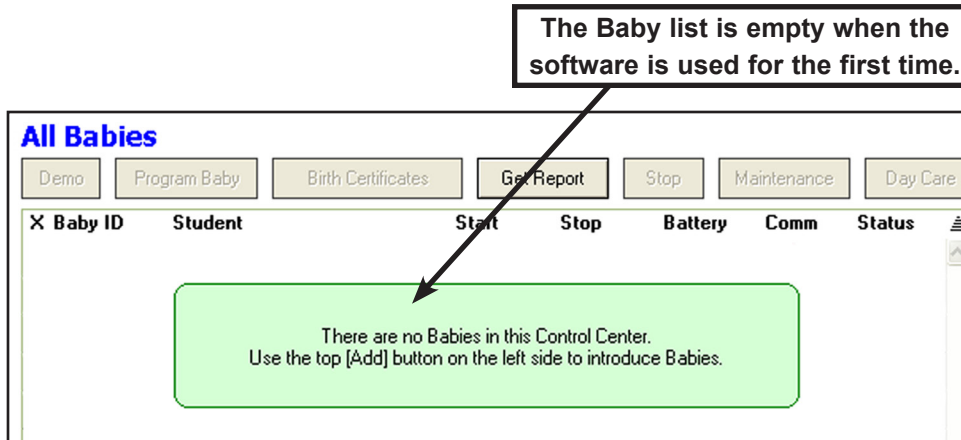 The Baby list is empty when the
software is used for the first time.
All Babies
Demo Program Baby Birth Certificates Get Report Stop Maintenance Day Care
X Baby ID Student Start Stop Battery Comm Status
There are no Babies in this Control Center.
Use the top [Add] button on the left side to introduce Babies.